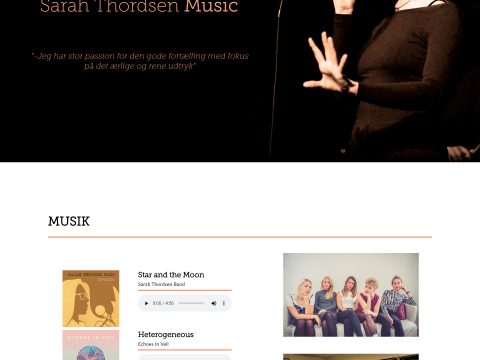 Sarah Thordsen Music
"-Jeg har stor passion for den gode fortælling med fokus
på det ærlige og rene udtryk"
MUSIK
SARAH THORDSEN BAND
Star and the Moon
Sarah Thordsen Band
0:00 / 4:56
ECHOES IN VEIL
Heterogeneous
Echoes In Veil